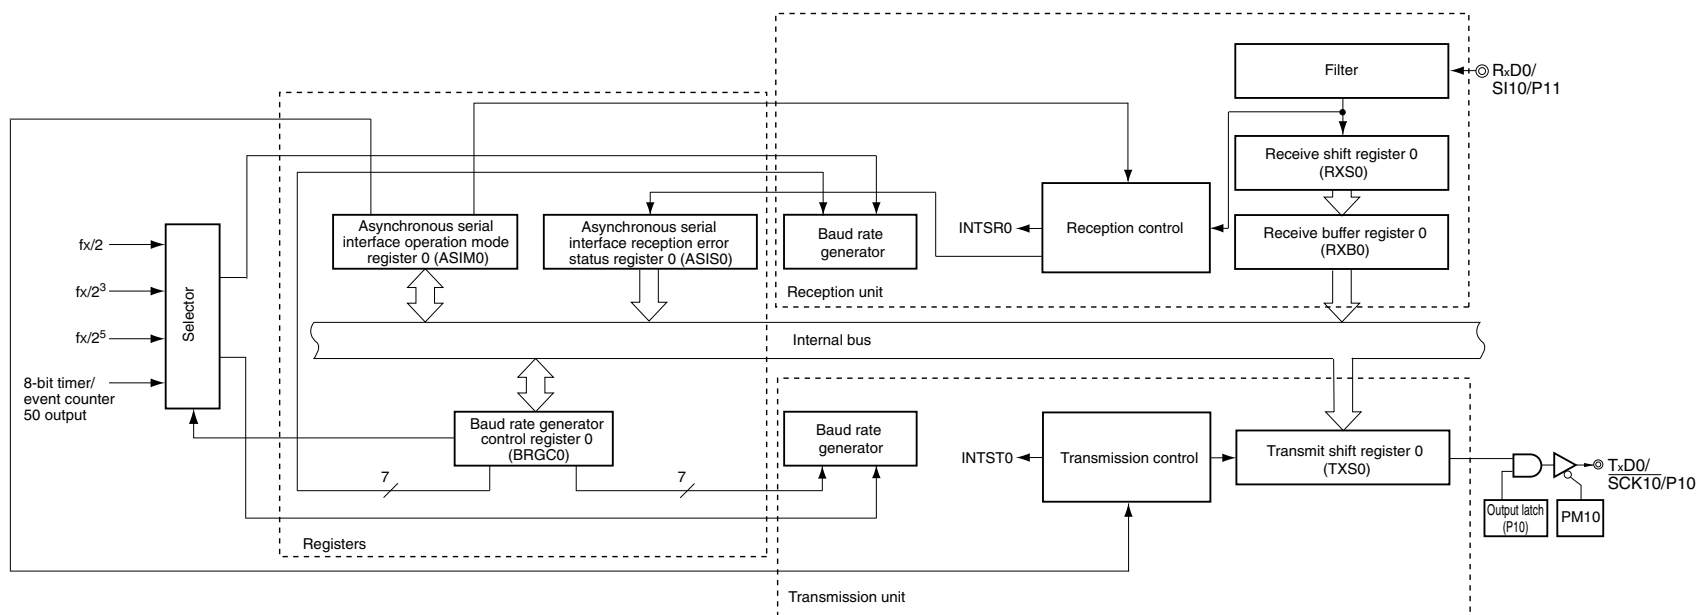 Filter
RxD0/
SI10/P11
Receive shift register 0
(RXS0)
Asynchronous serial
interface operation mode
register 0 (ASIM0)
Asynchronous serial
interface reception error
status register 0 (ASIS0)
Baud rate
generator
INTSR0
Reception control
Receive buffer register 0
(RXB0)
Reception unit
fx/2
fx/2³
fx/2⁵
8-bit timer/
event counter
50 output
Selector
Internal bus
Baud rate generator
control register 0
(BRGC0)
7
7
Baud rate
generator
INTST0
Transmission control
Transmit shift register 0
(TXS0)
TxD0/
SCK10/P10
Output latch
(P10)
PM10
Registers
Transmission unit